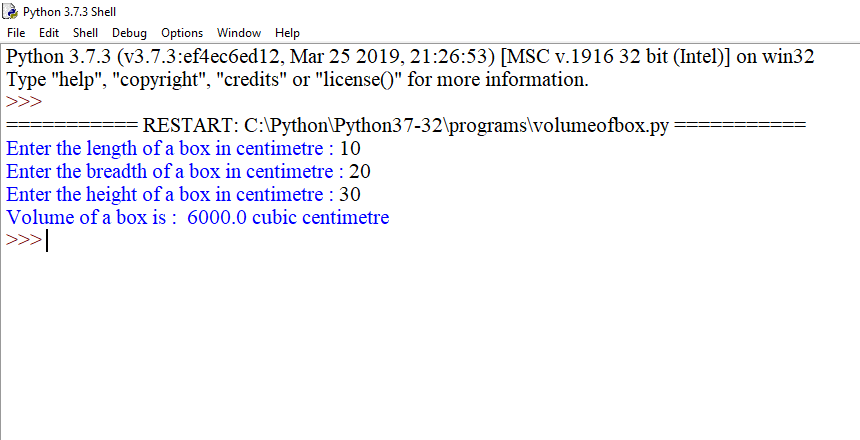 Python 3.7.3 Shell
File Edit Shell Debug Options Window Help
Python 3.7.3 (v3.7.3:ef4ec6ed12, Mar 25 2019, 21:26:53) [MSC v.1916 32 bit (Intel)] on win32
Type "help", "copyright", "credits" or "license()" for more information.
>>>
=========== RESTART: C:\Python\Python37-32\programs\volumeofbox.py ===========
Enter the length of a box in centimetre : 10
Enter the breadth of a box in centimetre : 20
Enter the height of a box in centimetre : 30
Volume of a box is :  6000.0 cubic centimetre
>>>